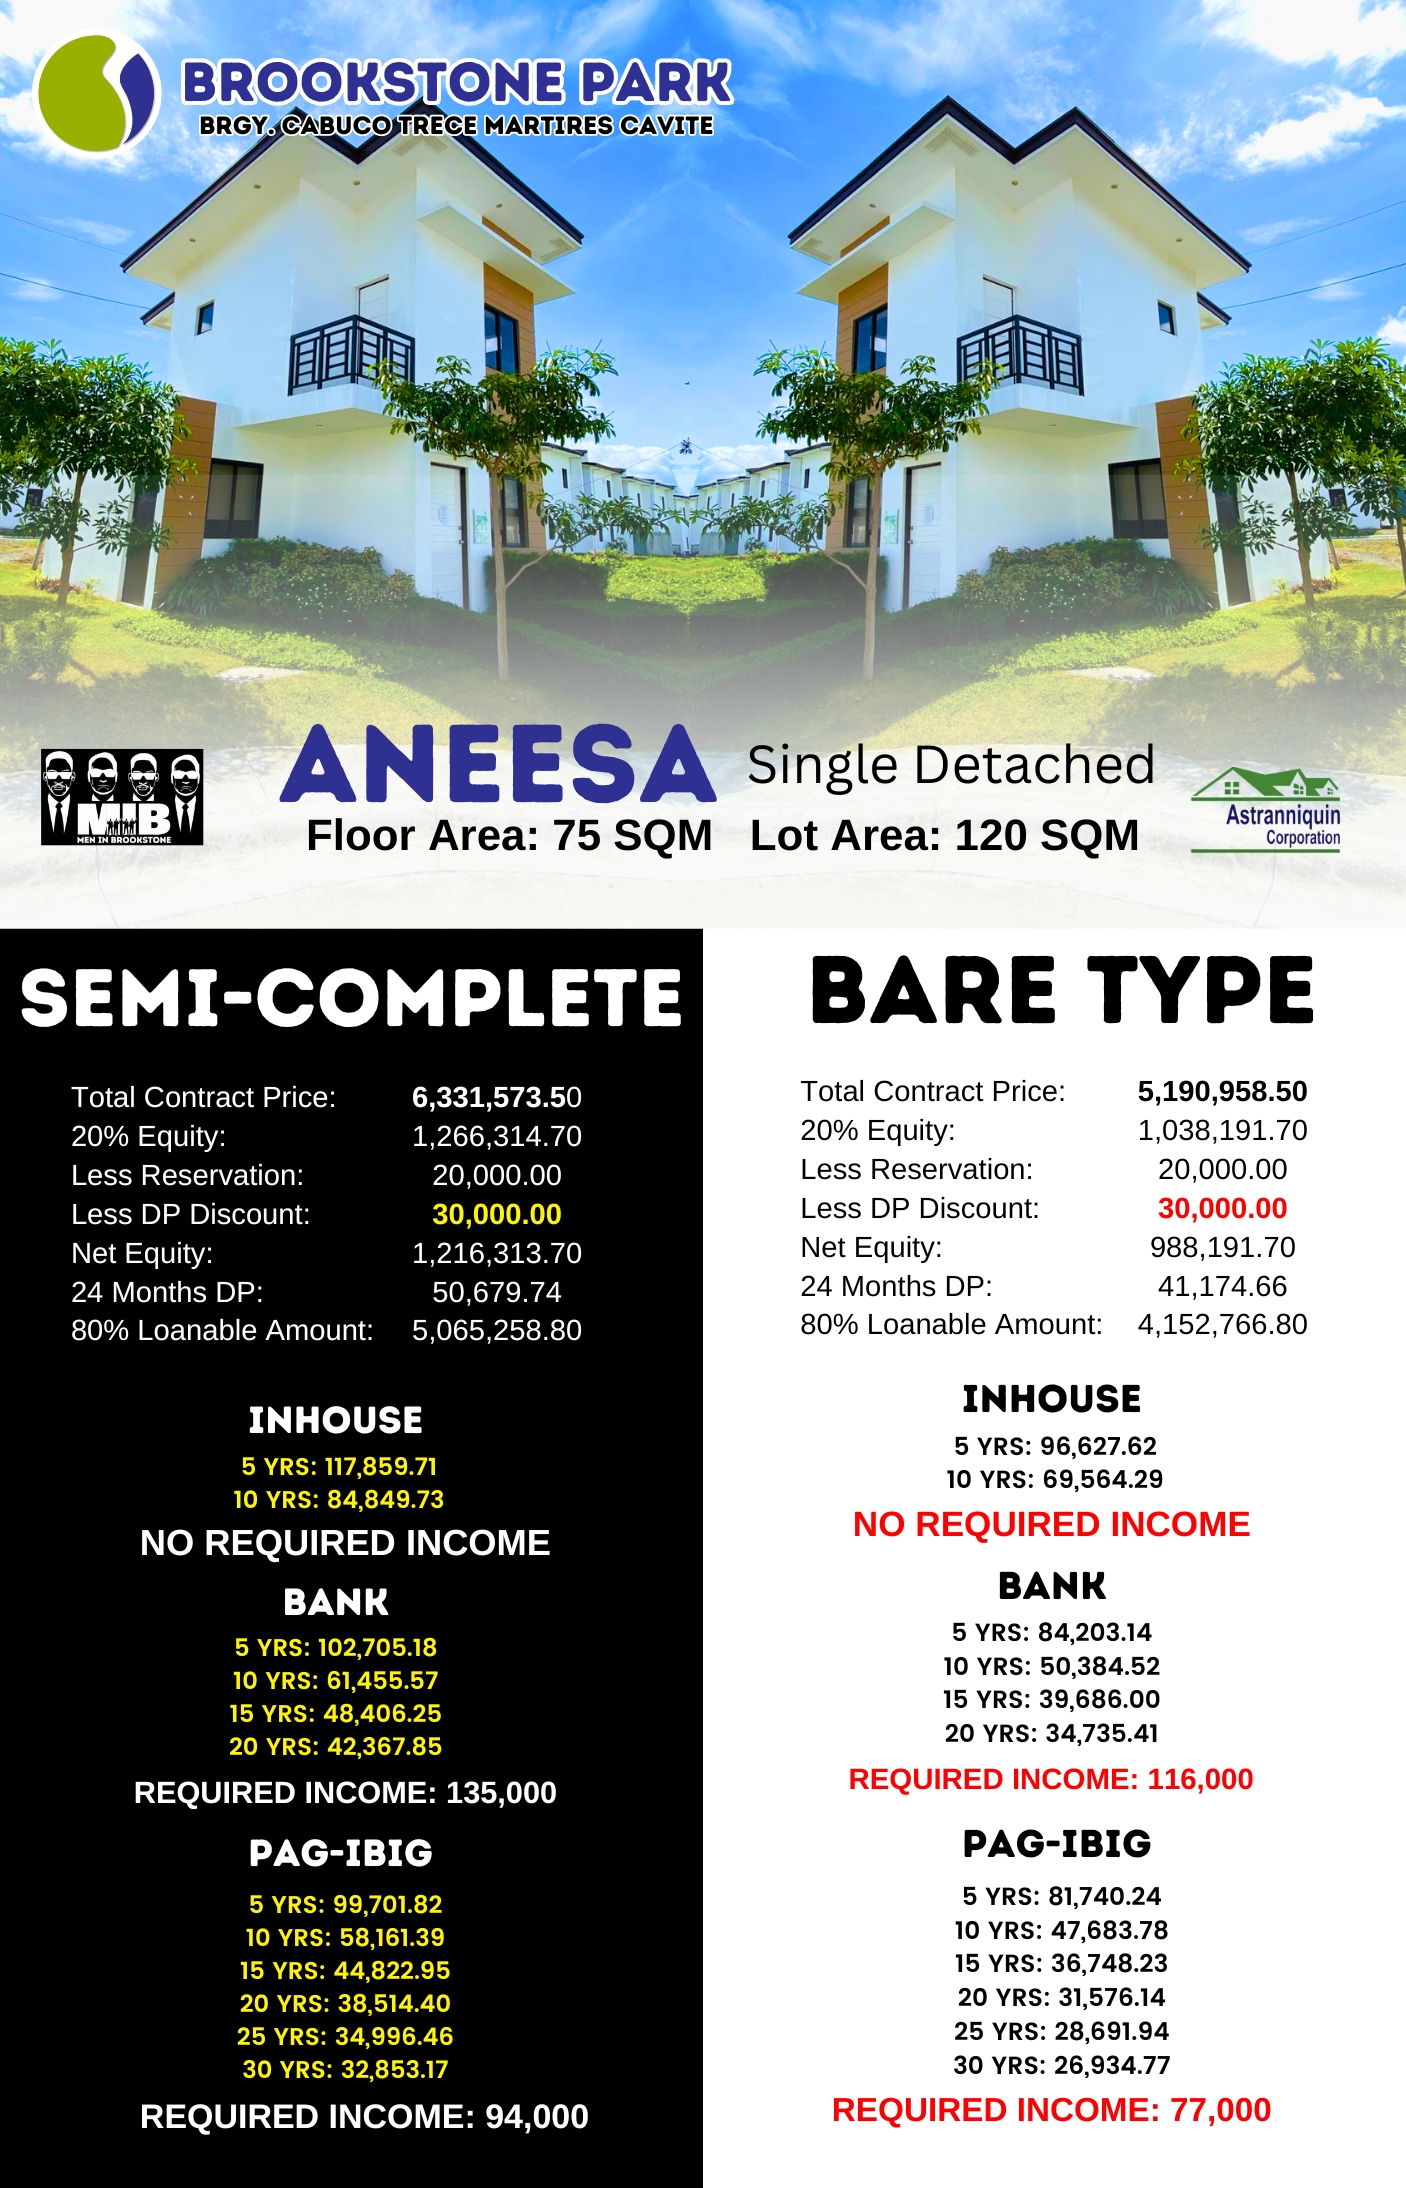 BROOKSTONE PARK
BRGY. CABUCO TRECE MARTIRES CAVITE
MIB
MEN IN BROOKSTONE
ANEESA Single Detached
Floor Area: 75 SQM Lot Area: 120 SQM
Astranniquin
Corporation
SEMI-COMPLETE
Total Contract Price: 6,331,573.50
20% Equity: 1,266,314.70
Less Reservation: 20,000.00
Less DP Discount: 30,000.00
Net Equity: 1,216,313.70
24 Months DP: 50,679.74
80% Loanable Amount: 5,065,258.80
INHOUSE
5 YRS: 117,859.71
10 YRS: 84,849.73
NO REQUIRED INCOME
BANK
5 YRS: 102,705.18
10 YRS: 61,455.57
15 YRS: 48,406.25
20 YRS: 42,367.85
REQUIRED INCOME: 135,000
PAG-IBIG
5 YRS: 99,701.82
10 YRS: 58,161.39
15 YRS: 44,822.95
20 YRS: 38,514.40
25 YRS: 34,996.46
30 YRS: 32,853.17
REQUIRED INCOME: 94,000
BARE TYPE
Total Contract Price: 5,190,958.50
20% Equity: 1,038,191.70
Less Reservation: 20,000.00
Less DP Discount: 30,000.00
Net Equity: 988,191.70
24 Months DP: 41,174.66
80% Loanable Amount: 4,152,766.80
INHOUSE
5 YRS: 96,627.62
10 YRS: 69,564.29
NO REQUIRED INCOME
BANK
5 YRS: 84,203.14
10 YRS: 50,384.52
15 YRS: 39,686.00
20 YRS: 34,735.41
REQUIRED INCOME: 116,000
PAG-IBIG
5 YRS: 81,740.24
10 YRS: 47,683.78
15 YRS: 36,748.23
20 YRS: 31,576.14
25 YRS: 28,691.94
30 YRS: 26,934.77
REQUIRED INCOME: 77,000